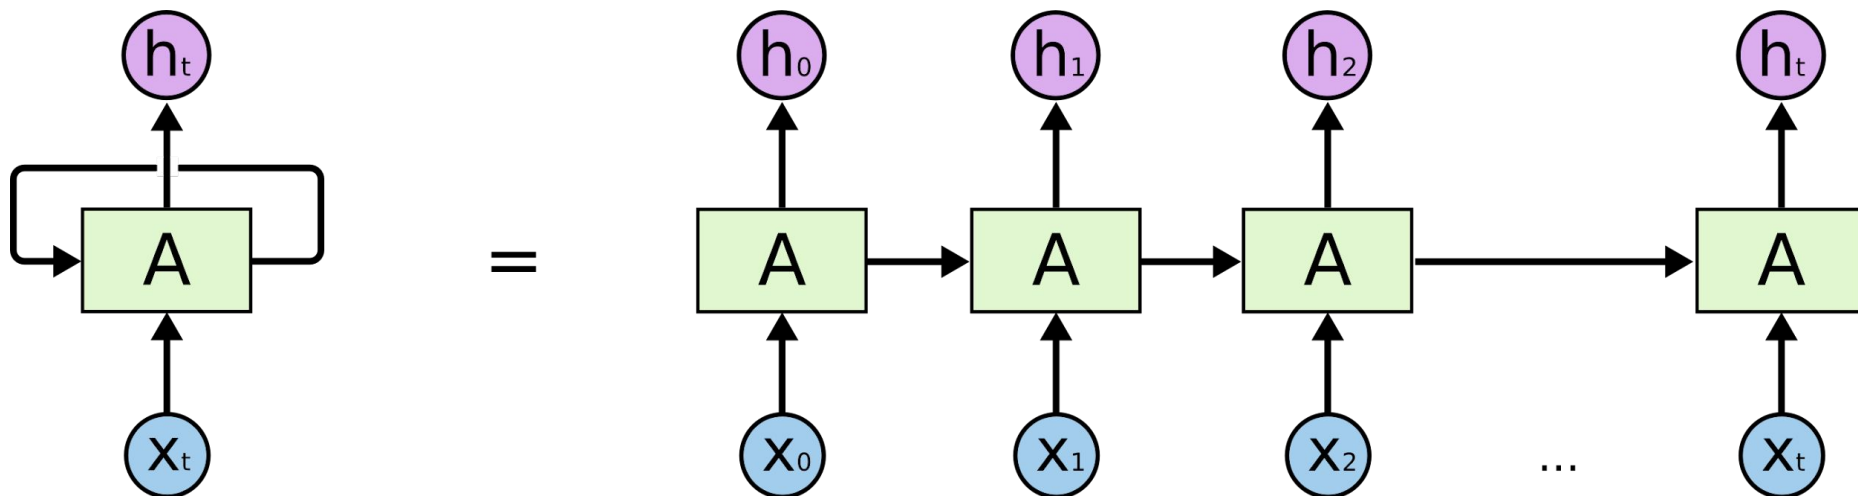 hₜ h₀ h₁ h₂ hₜ
A = A A A A
xₜ x₀ x₁ x₂ ... xₜ